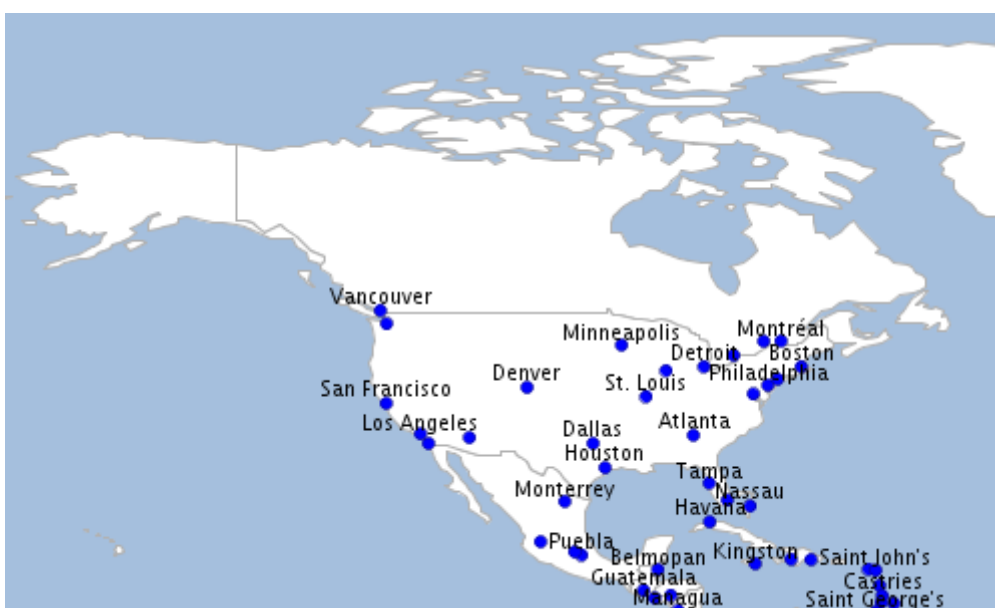 Vancouver
Minneapolis
Montréal
Detroit
Boston
Denver
St. Louis
Philadelphia
San Francisco
Los Angeles
Dallas
Atlanta
Houston
Tampa
Monterrey
Nassau
Havana
Puebla
Belmopan
Kingston
Saint John's
Guatemala
Castries
Managua
Saint George's